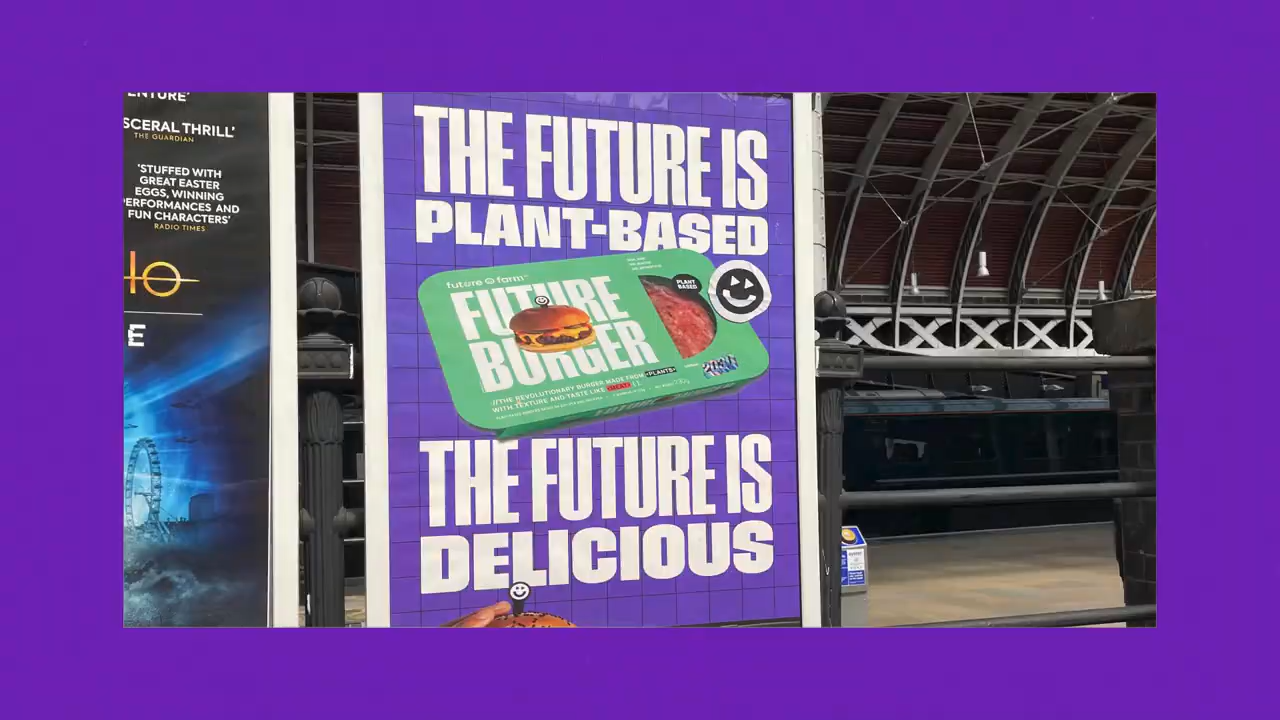 ENTURE'
SCERAL THRILL'
THE GUARDIAN
'STUFFED WITH
GREAT EASTER
EGGS, WINNING
PERFORMANCES AND
FUN CHARACTERS'
RADIO TIMES
E
THE FUTURE IS
PLANT-BASED
future farm
PLANT
BASED
FUTURE
BURGER
//THE REVOLUTIONARY BURGER MADE FROM PLANTS
WITH TEXTURE AND TASTE LIKE MEAT
THE FUTURE IS
DELICIOUS